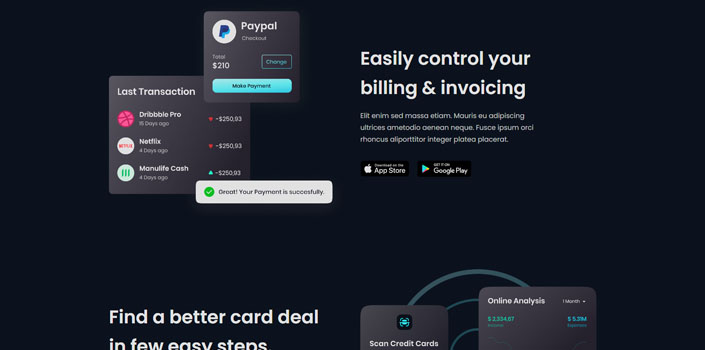 Paypal
Checkout
Total
$210
Change
Make Payment
Last Transaction
Dribbble Pro
15 Days ago
-$250,93
Netflix
4 Days ago
-$250,93
Manulife Cash
4 Days ago
-$250,93
Great! Your Payment is succesfully.
Easily control your
billing & invoicing
Elit enim sed massa etiam. Mauris eu adipiscing
ultrices ametodio aenean neque. Fusce ipsum orci
rhoncus aliporttitor integer platea placerat.
Download on the
App Store
GET IT ON
Google Play
Find a better card deal
in few easy steps.
Scan Credit Cards
Online Analysis
1 Month
$ 2.334,67
Income
$ 5.31M
Expenses